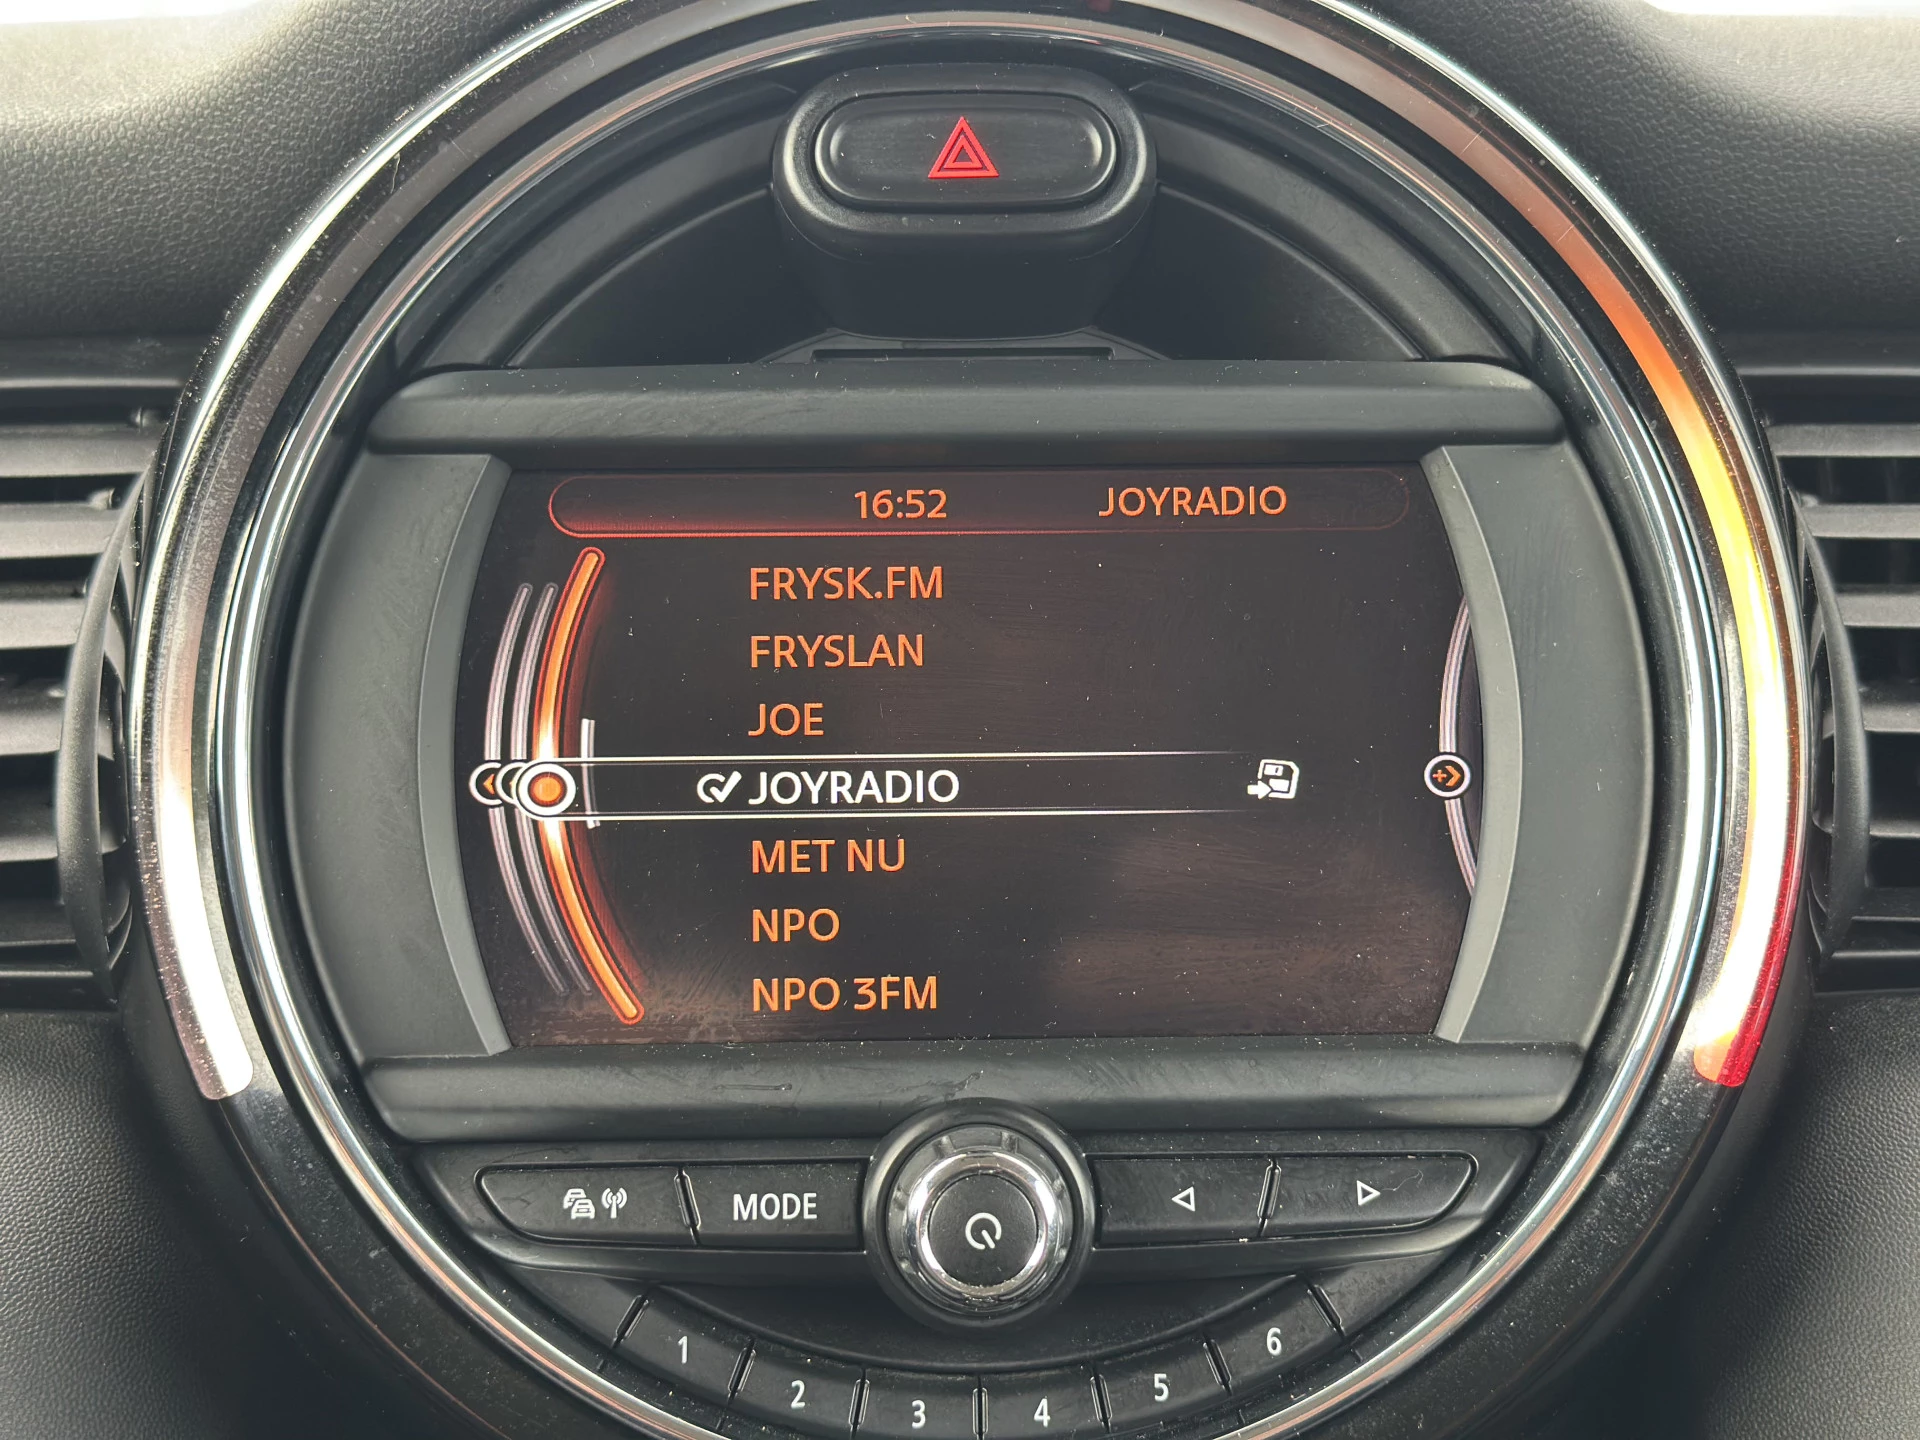 16:52 JOYRADIO
FRYSK.FM
FRYSLAN
JOE
JOYRADIO
MET NU
NPO
NPO 3FM
MODE
1 2 3 4 5 6